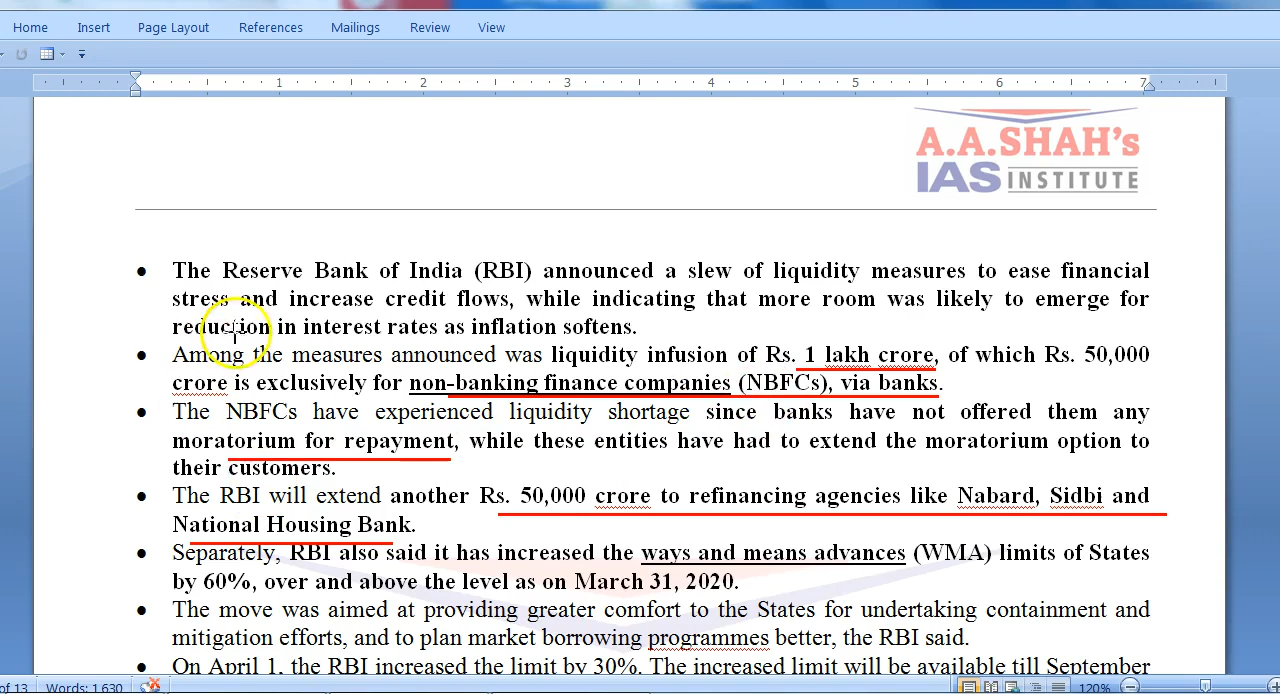 Home Insert Page Layout References Mailings Review View
1 2 3 4 5 6 7
A.A.SHAH's
IAS INSTITUTE
• The Reserve Bank of India (RBI) announced a slew of liquidity measures to ease financial
stress and increase credit flows, while indicating that more room was likely to emerge for
reduction in interest rates as inflation softens.
• Among the measures announced was liquidity infusion of Rs. 1 lakh crore, of which Rs. 50,000
crore is exclusively for non-banking finance companies (NBFCs), via banks.
• The NBFCs have experienced liquidity shortage since banks have not offered them any
moratorium for repayment, while these entities have had to extend the moratorium option to
their customers.
• The RBI will extend another Rs. 50,000 crore to refinancing agencies like Nabard, Sidbi and
National Housing Bank.
• Separately, RBI also said it has increased the ways and means advances (WMA) limits of States
by 60%, over and above the level as on March 31, 2020.
• The move was aimed at providing greater comfort to the States for undertaking containment and
mitigation efforts, and to plan market borrowing programmes better, the RBI said.
• On April 1, the RBI increased the limit by 30%. The increased limit will be available till September
of 13 Words: 1,630 120%